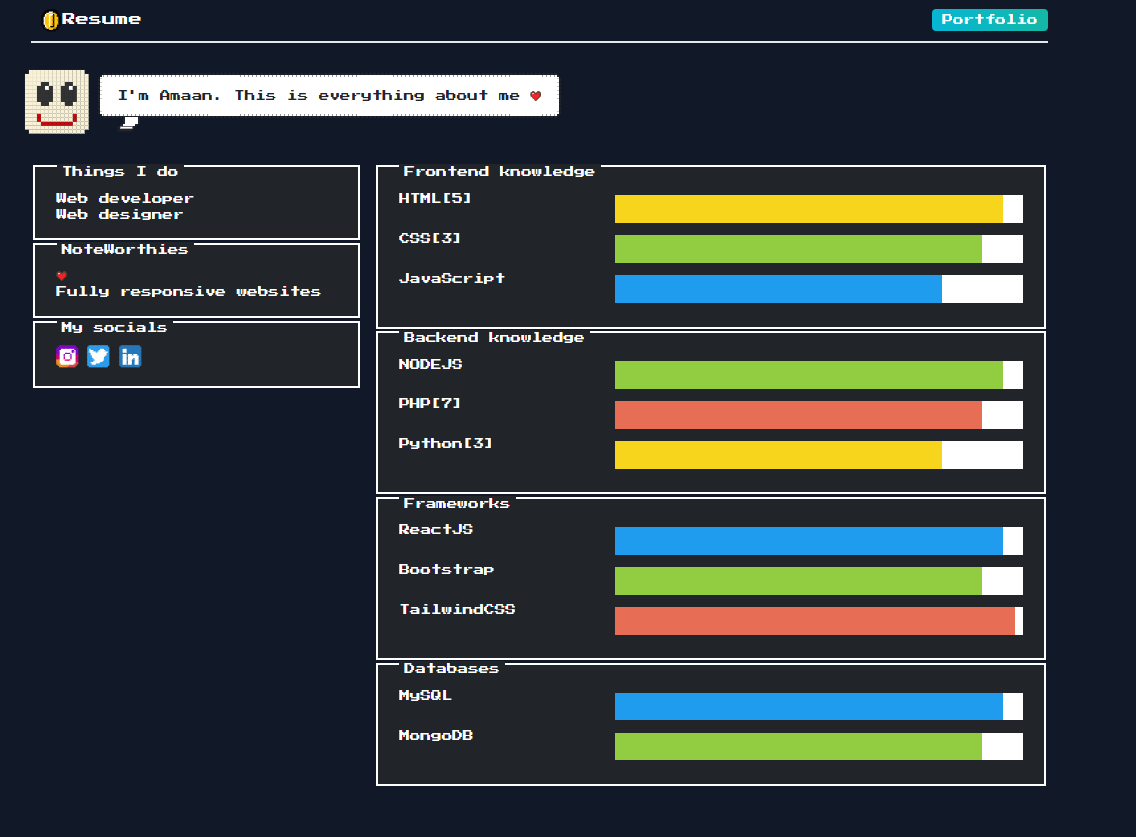 Resume
Portfolio
I'm Amaan. This is everything about me ❤
Things I do
Web developer
Web designer
NoteWorthies
❤
Fully responsive websites
My socials
in
Frontend knowledge
HTML[5]
CSS[3]
JavaScript
Backend knowledge
NODEJS
PHP[7]
Python[3]
Frameworks
ReactJS
Bootstrap
TailwindCSS
Databases
MySQL
MongoDB